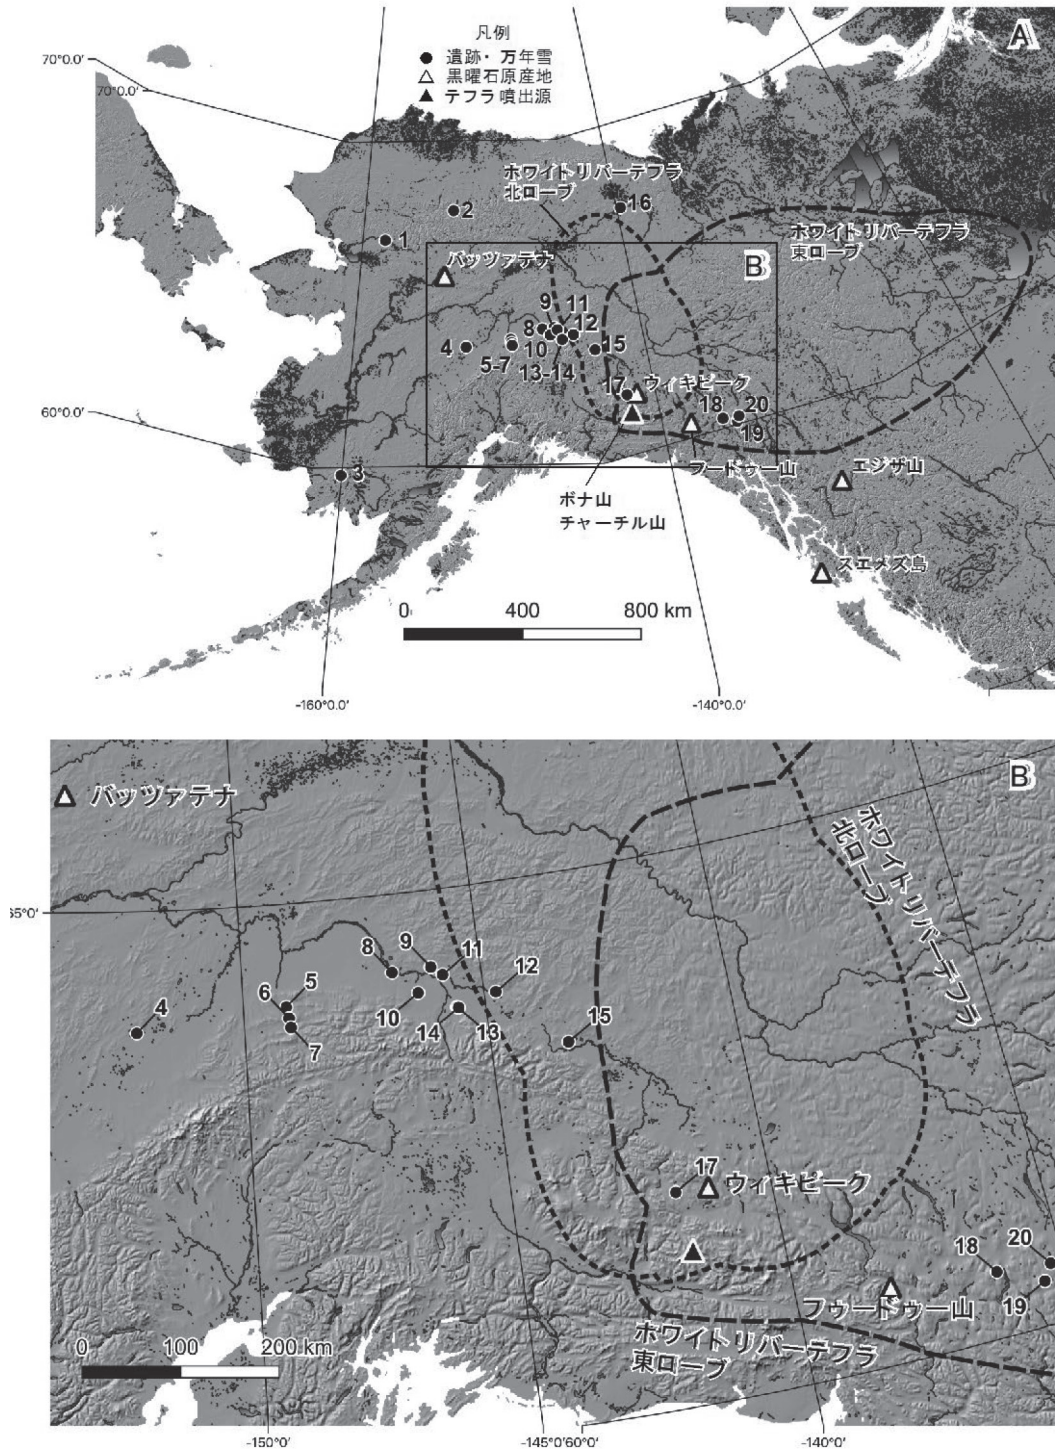 A
凡例
遺跡・万年雪
黒曜石原産地
テフラ噴出源
70°0.0'
70°0.0'
ホワイトリバーテフラ
北ローブ
16
2
1
ホワイトリバーテフラ
東ローブ
バッツァテナ
B
9
11
8
12
4
10
15
5-7
13-14
17
ウィキピーク
18
20
19
60°0.0'
3
フードゥー山
エジザ山
ボナ山
チャーチル山
スエメズ島
0 400 800 km
-160°0.0'
-140°0.0'
B
バッツァテナ
ホワイトリバーテフラ
北ローブ
35°0'
8
9
11
12
4
6
5
7
10
14
13
15
17
ウィキピーク
18
20
19
フゥードゥー山
ホワイトリバーテフラ
東ローブ
0 100 200 km
-150°0'
-145°0'60°0'
-140°0'